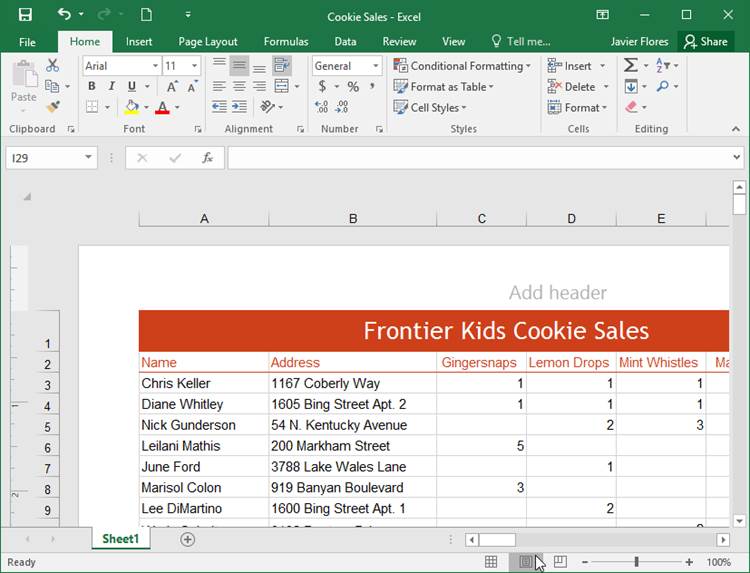 Cookie Sales - Excel
File Home Insert Page Layout Formulas Data Review View Tell me... Javier Flores Share
Paste Arial 11 General Conditional Formatting Insert
B I U A A $ % , Format as Table Delete
.0 .00 .00 .0 Cell Styles Format
Clipboard Font Alignment Number Styles Cells Editing
I29 fx
A B C D E
Add header
1 Frontier Kids Cookie Sales
2 Name Address Gingersnaps Lemon Drops Mint Whistles Ma
3 Chris Keller 1167 Coberly Way 1 1 1
4 Diane Whitley 1605 Bing Street Apt. 2 1 1 1
5 Nick Gunderson 54 N. Kentucky Avenue 2 3
6 Leilani Mathis 200 Markham Street 5
7 June Ford 3788 Lake Wales Lane 1
8 Marisol Colon 919 Banyan Boulevard 3
9 Lee DiMartino 1600 Bing Street Apt. 1 2
Sheet1
Ready 100%